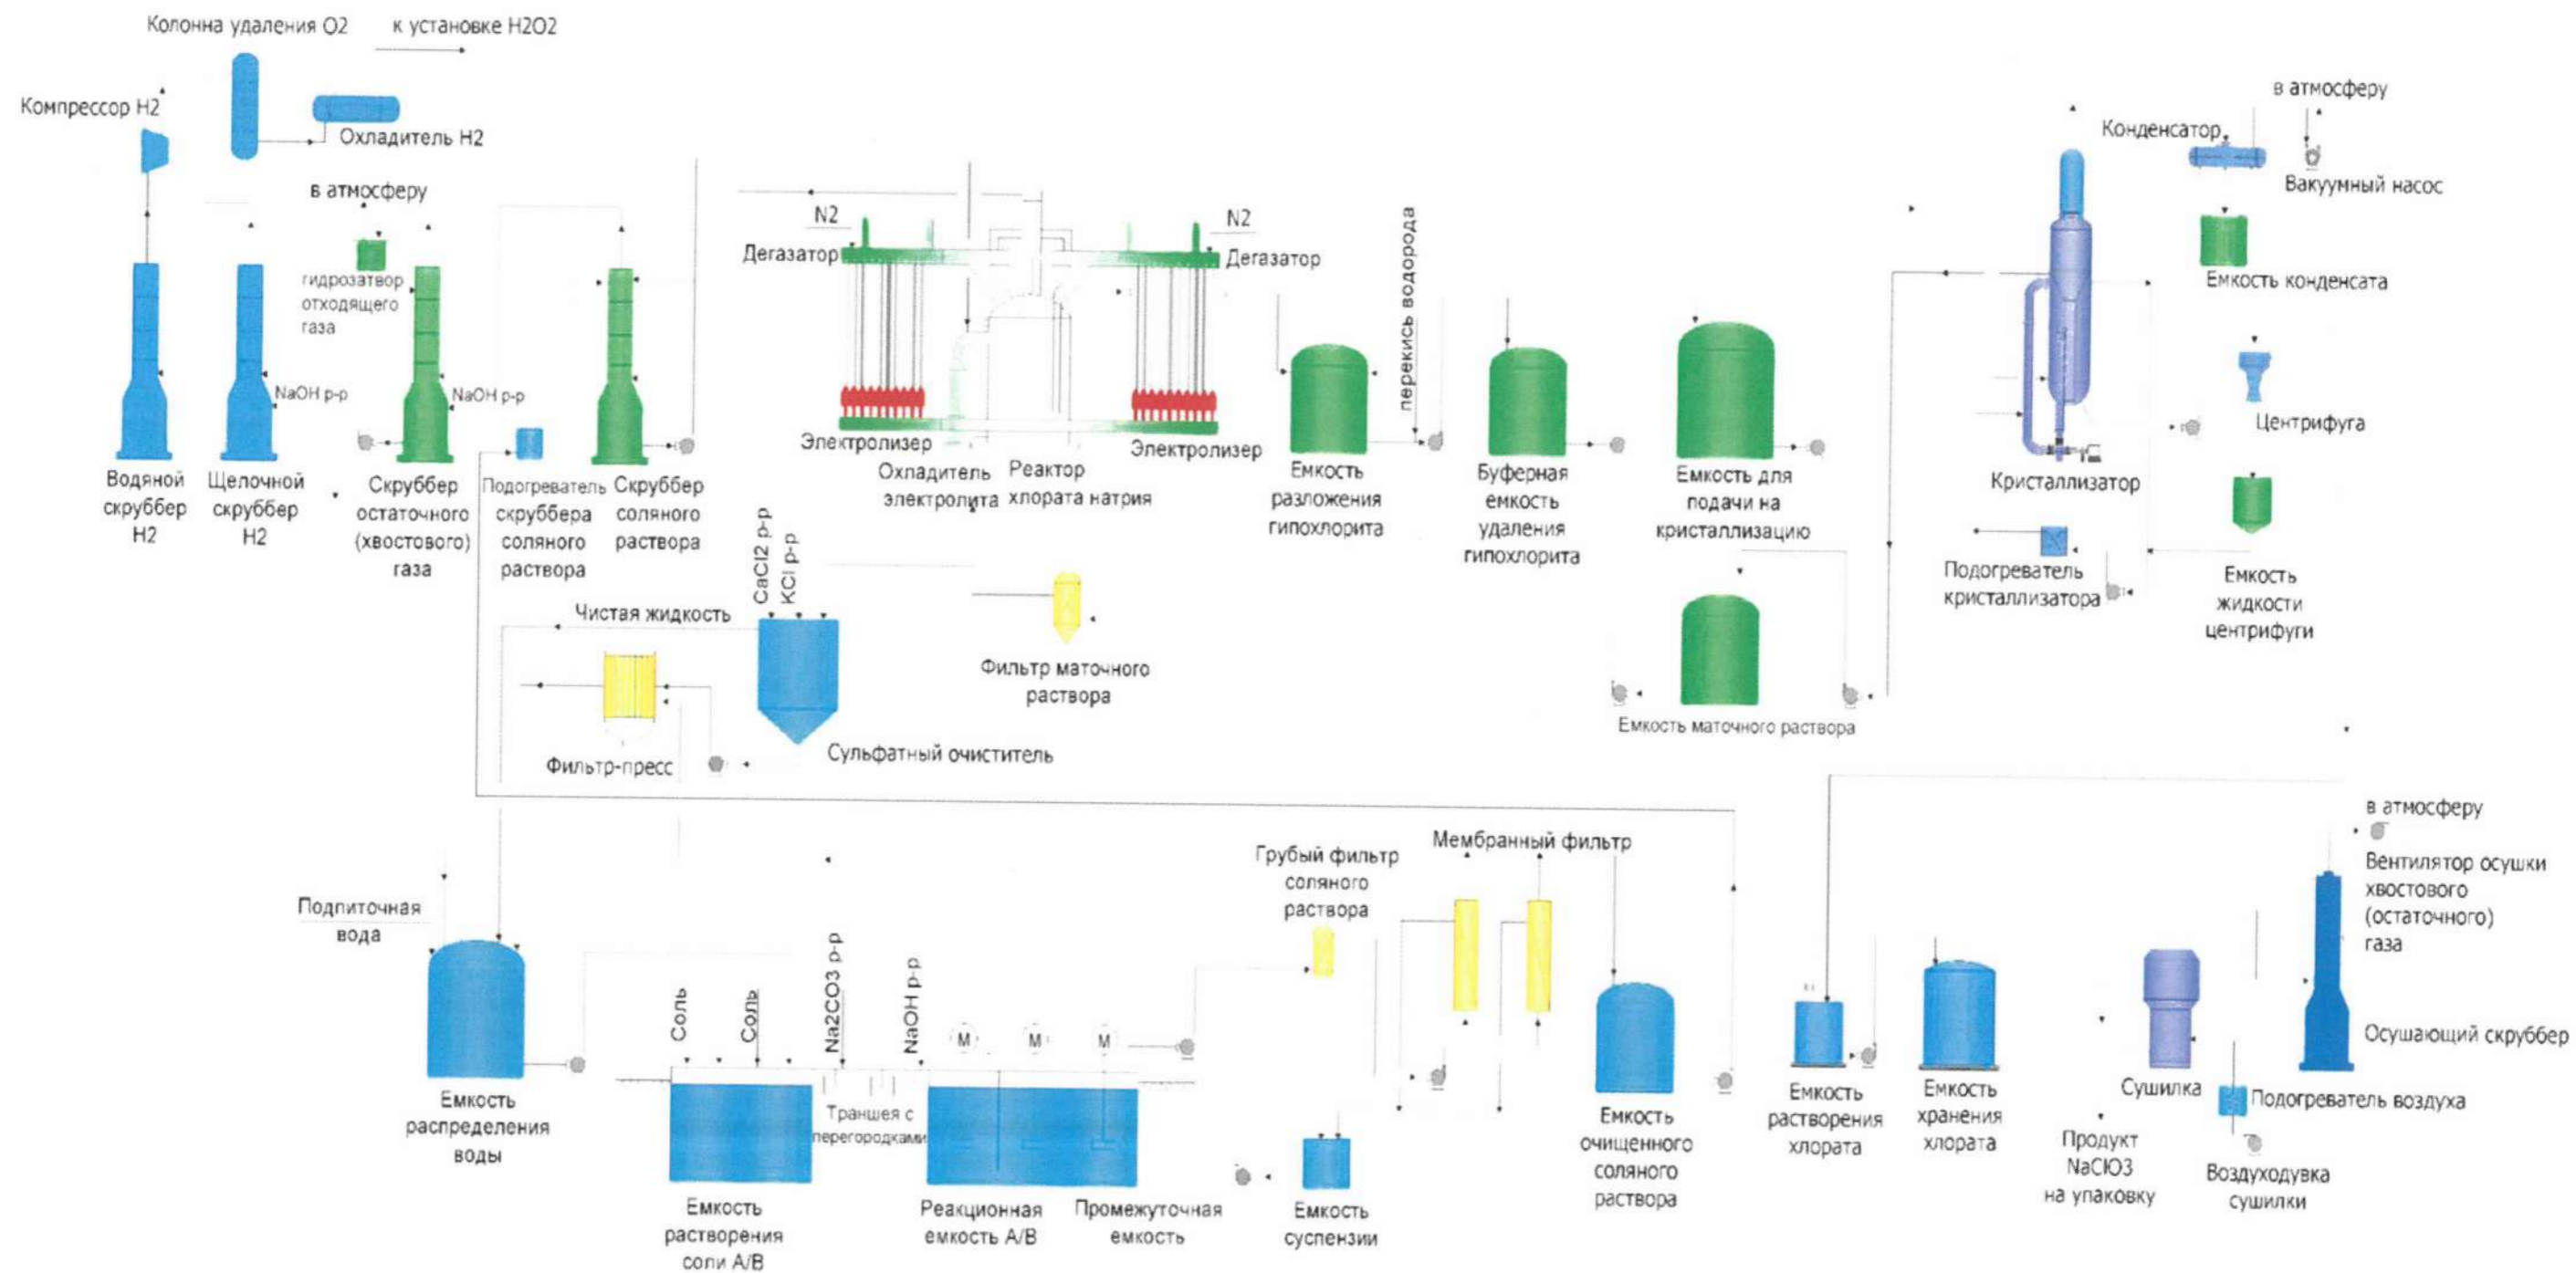 Колонна удаления O2
к установке H2O2
Компрессор H2
Охладитель H2
в атмосферу
гидрозатвор
отходящего
газа
NaOH р-р
NaOH р-р
Водяной
скруббер
H2
Щелочной
скруббер
H2
Скруббер
остаточного
(хвостового)
газа
Подогреватель
скруббера
соляного
раствора
Скруббер
соляного
раствора
N2
N2
Дегазатор
Дегазатор
Электролизер
Электролизер
Охладитель
электролита
Реактор
хлората натрия
перекись водорода
Емкость
разложения
гипохлорита
Буферная
емкость
удаления
гипохлорита
Емкость для
подачи на
кристаллизацию
в атмосферу
Конденсатор
Вакуумный насос
Емкость конденсата
Центрифуга
Кристаллизатор
Подогреватель
кристаллизатора
Емкость
жидкости
центрифуги
CaCl2 р-р
KCl р-р
Чистая жидкость
Фильтр маточного
раствора
Фильтр-пресс
Сульфатный очиститель
Емкость маточного раствора
Подпиточная
вода
Емкость
распределения
воды
Соль
Соль
Na2CO3 р-р
NaOH р-р
M
M
M
Траншея с
перегородками
Емкость
растворения
соли A/B
Реакционная
емкость A/B
Промежуточная
емкость
Грубый фильтр
соляного
раствора
Мембранный фильтр
Емкость
суспензии
Емкость
очищенного
соляного
раствора
Емкость
растворения
хлората
Емкость
хранения
хлората
в атмосферу
Вентилятор осушки
хвостового
(остаточного)
газа
Осушающий скруббер
Сушилка
Подогреватель воздуха
Продукт
NaClO3
на упаковку
Воздуходувка
сушилки